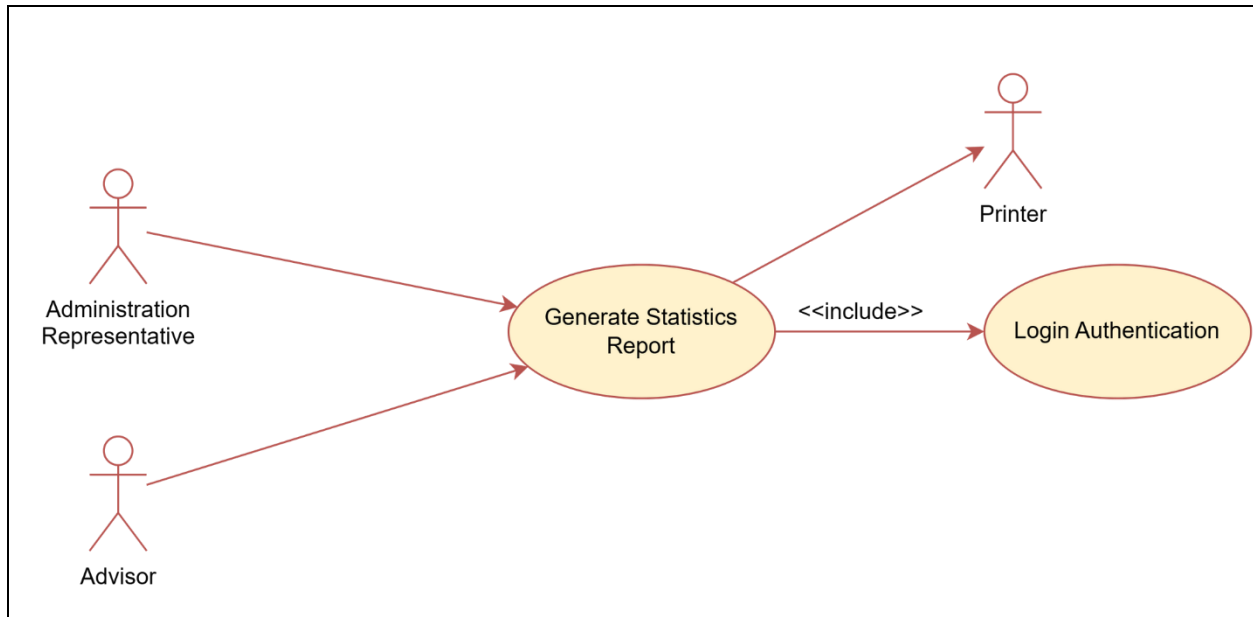 Printer
Administration
Representative
Generate Statistics
Report
<<include>>
Login Authentication
Advisor